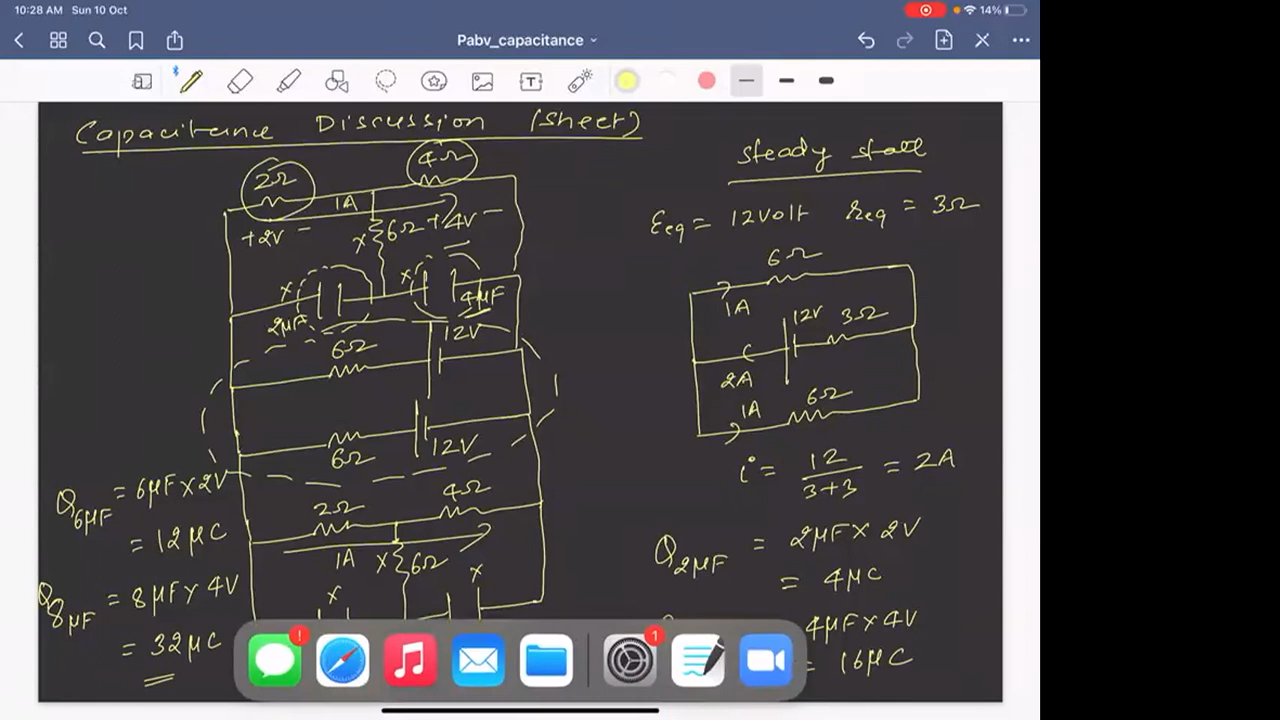 10:28 AM Sun 10 Oct
14%
Pabv_capacitance
Capacitance Discussion (Sheet)
2Ω
4Ω
1A
6Ω
+2V-
X
+4V-
X
X
2μF
4μF
6Ω
12V
6Ω
12V
2Ω
4Ω
1A
X
6Ω
X
X
Q6μF = 6μF×2V
= 12μC
Q8μF = 8μF×4V
= 32μC
steady state
Eeq = 12Volt req = 3Ω
6Ω
1A
12V
3Ω
2A
6Ω
1A
i = 12/(3+3) = 2A
Q2μF = 2μF×2V
= 4μC
4μF×4V
= 16μC
!
1